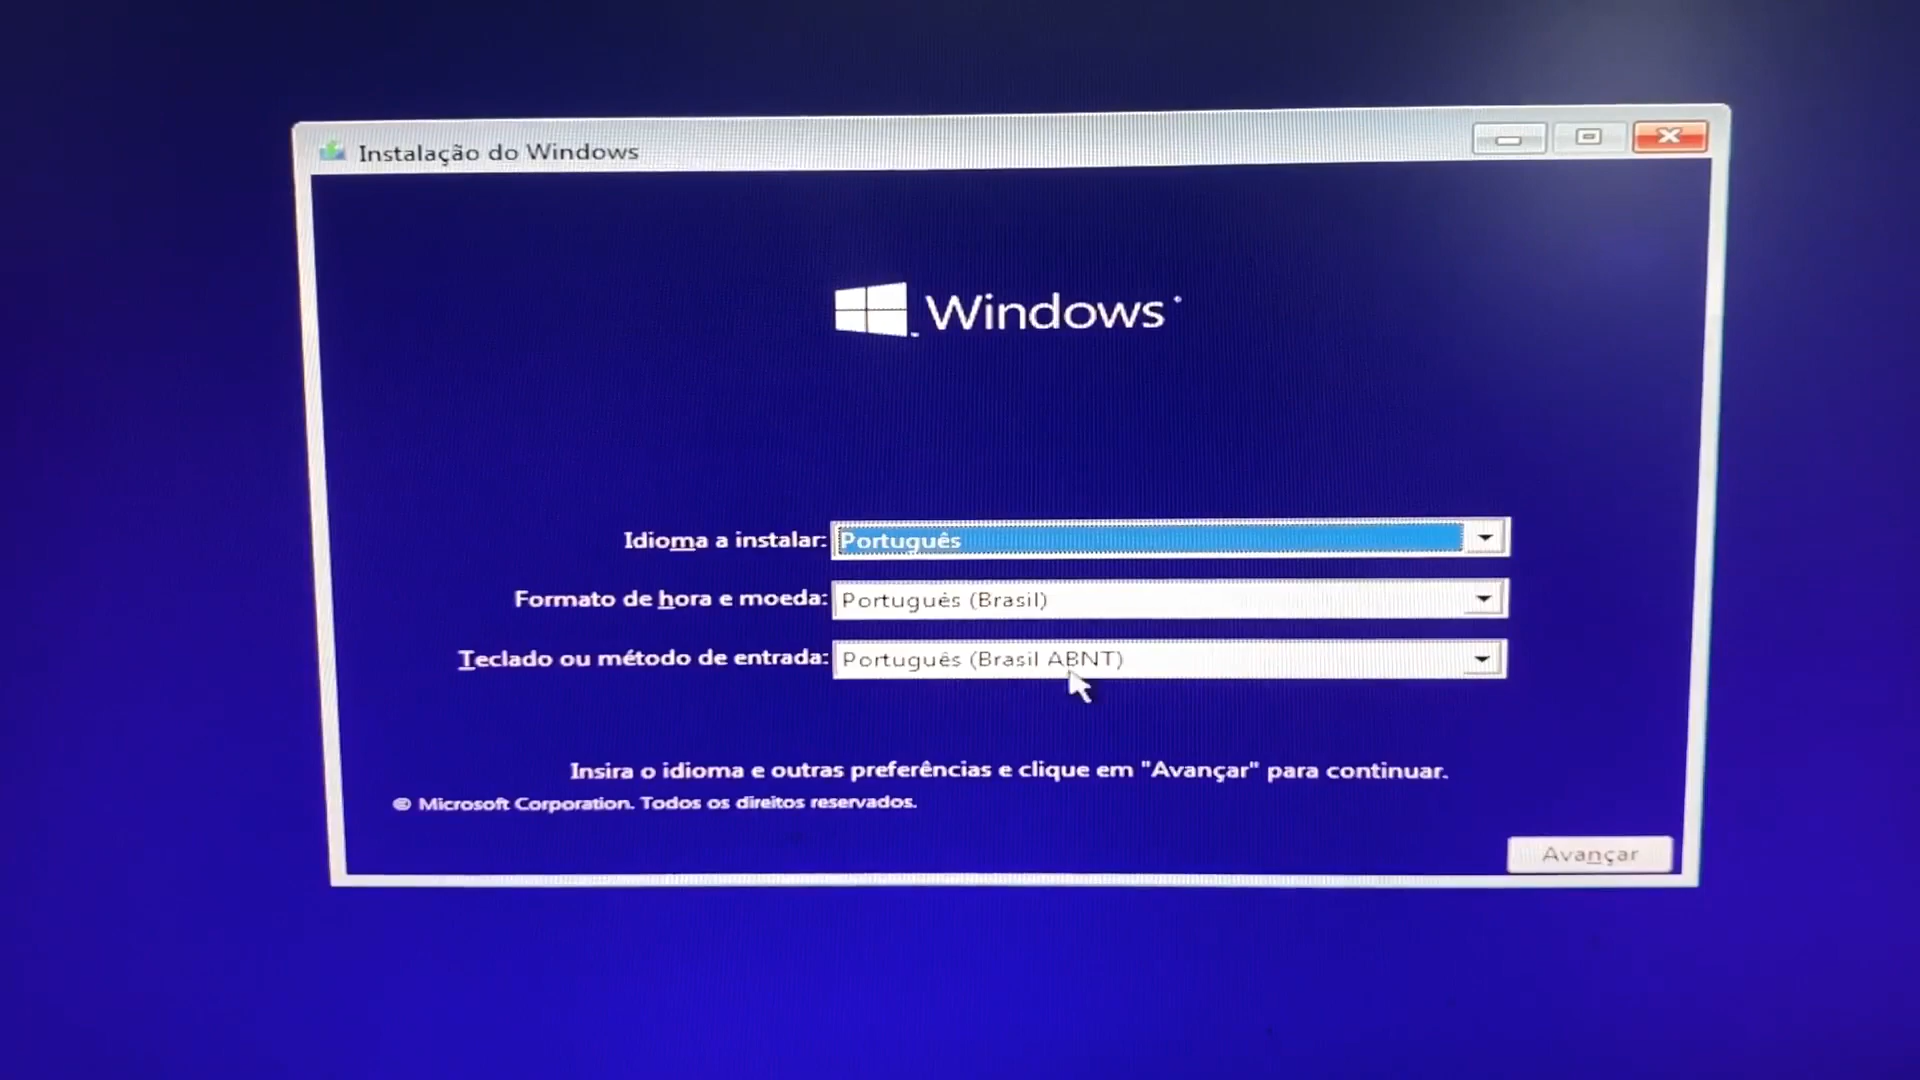 Instalação do Windows
Windows
Idioma a instalar: Português
Formato de hora e moeda: Português (Brasil)
Teclado ou método de entrada: Português (Brasil ABNT)
Insira o idioma e outras preferências e clique em "Avançar" para continuar.
© Microsoft Corporation. Todos os direitos reservados.
Avançar